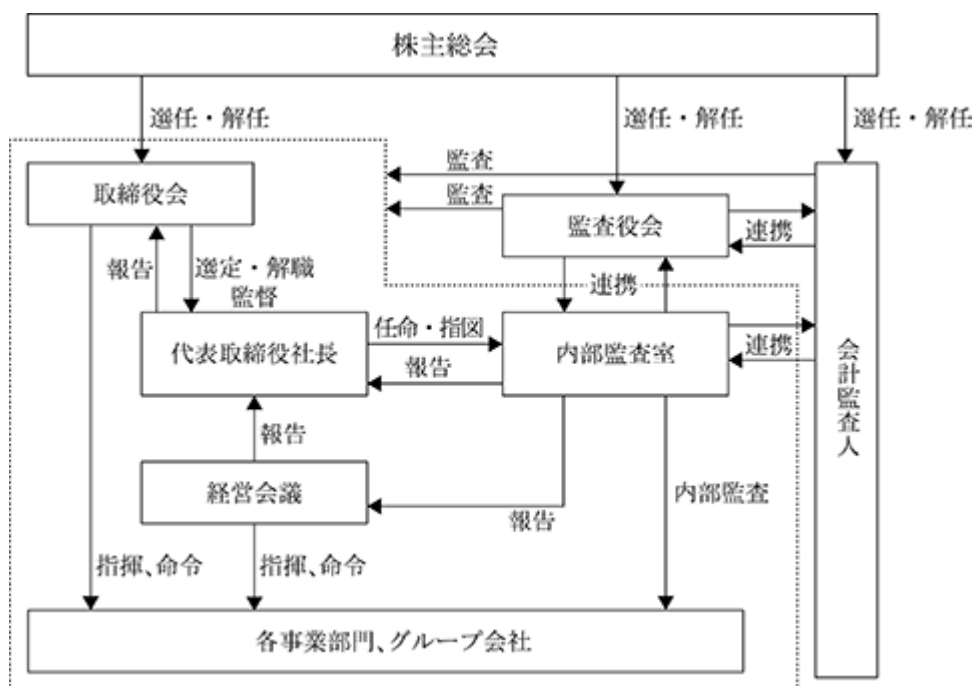 株主総会
選任・解任
選任・解任
選任・解任
監査
取締役会
監査
監査役会
連携
報告
選定・解職
監督
連携
任命・指図
代表取締役社長
内部監査室
連携
報告
会計監査人
報告
経営会議
内部監査
報告
指揮、命令
指揮、命令
各事業部門、グループ会社